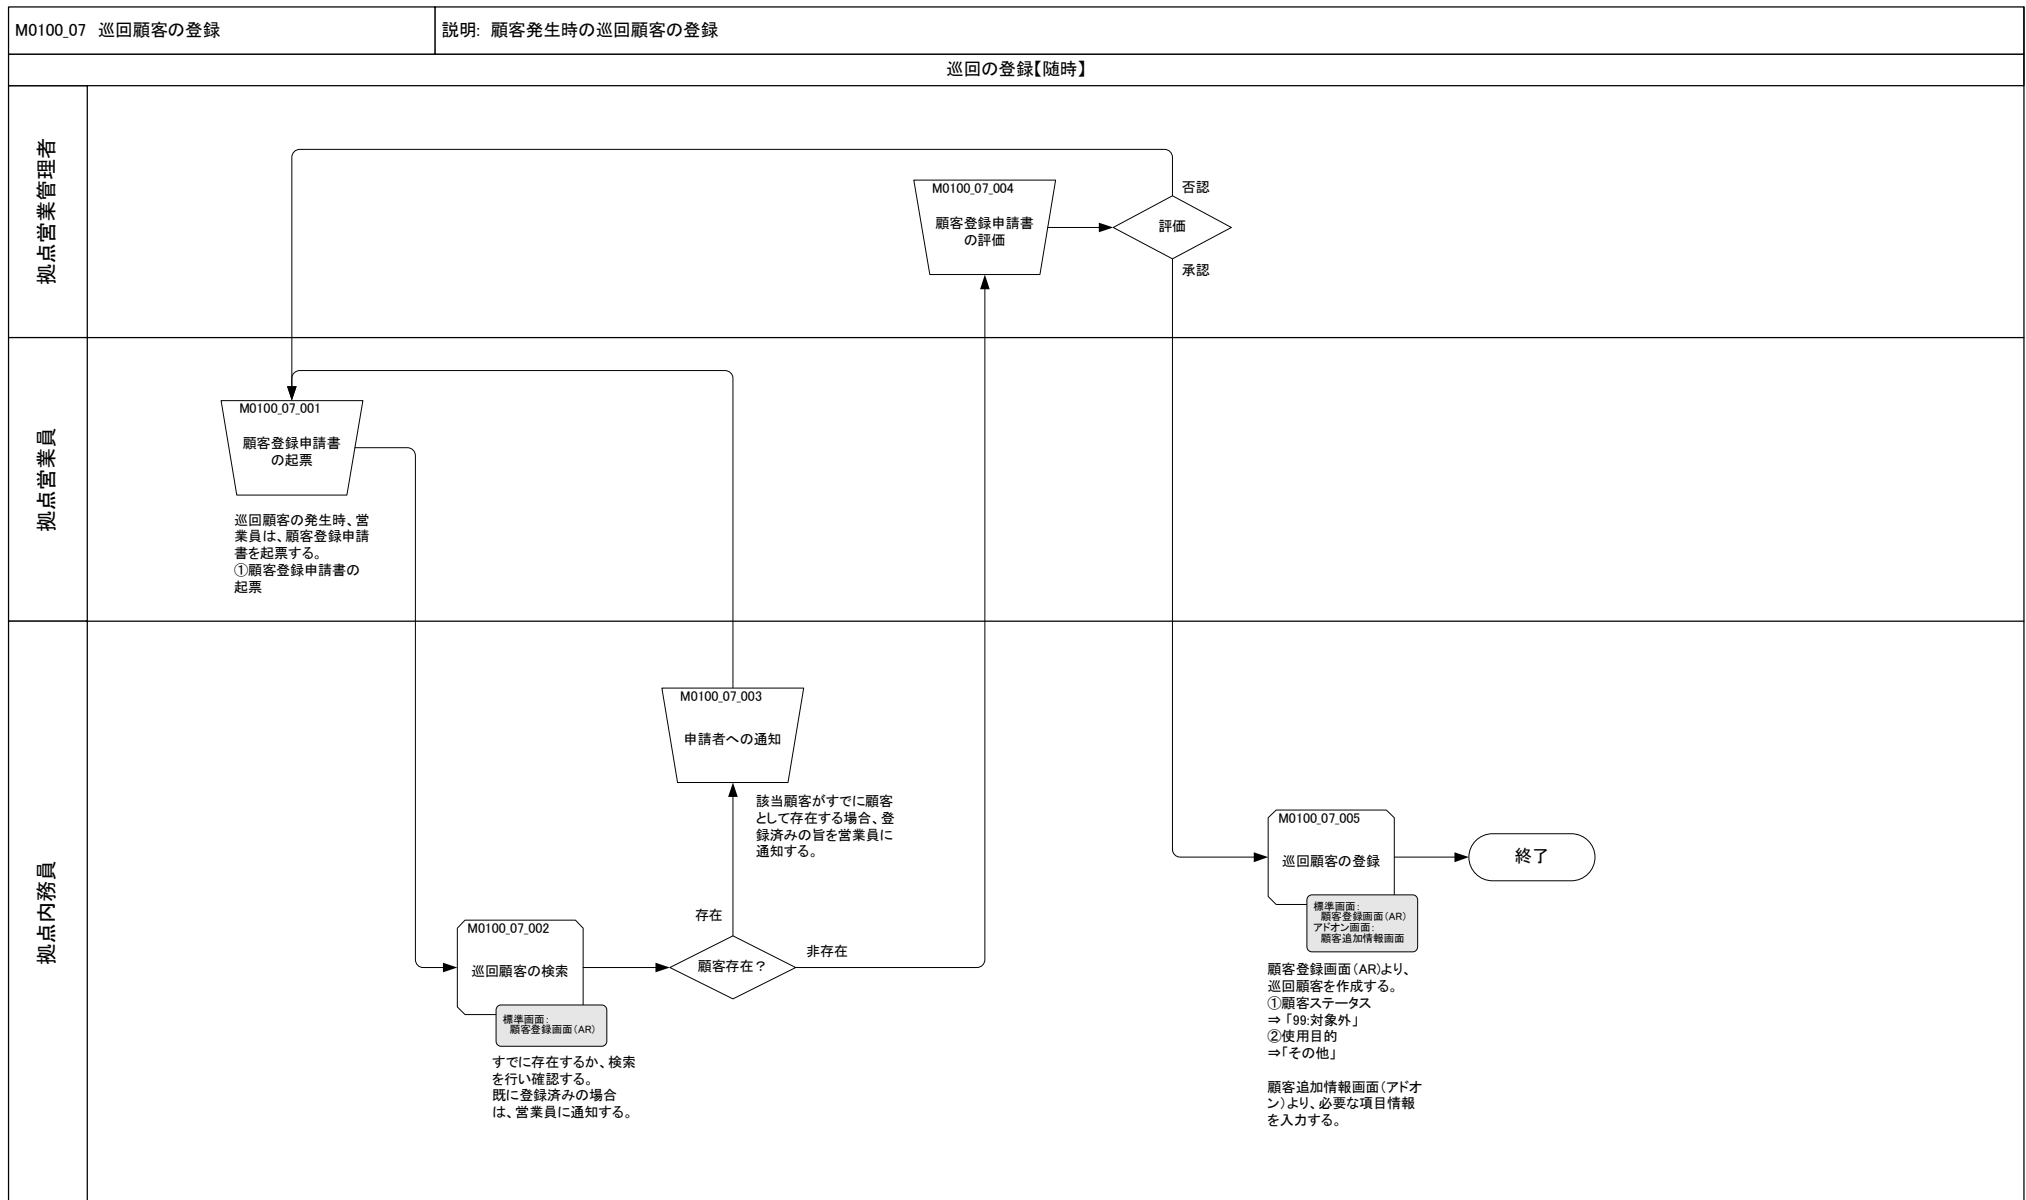 M0100_07 巡回顧客の登録
説明: 顧客発生時の巡回顧客の登録
巡回の登録【随時】
拠点営業管理者
M0100_07_004
顧客登録申請書
の評価
否認
評価
承認
拠点営業員
M0100_07_001
顧客登録申請書
の起票
巡回顧客の発生時、営
業員は、顧客登録申請
書を起票する。
①顧客登録申請書の
起票
拠点内務員
M0100_07_003
申請者への通知
該当顧客がすでに顧客
として存在する場合、登
録済みの旨を営業員に
通知する。
M0100_07_002
巡回顧客の検索
標準画面:
顧客登録画面(AR)
すでに存在するか、検索
を行い確認する。
既に登録済みの場合
は、営業員に通知する。
存在
顧客存在?
非存在
M0100_07_005
巡回顧客の登録
標準画面:
顧客登録画面(AR)
アドオン画面:
顧客追加情報画面
顧客登録画面(AR)より、
巡回顧客を作成する。
①顧客ステータス
⇒「99:対象外」
②使用目的
⇒「その他」
顧客追加情報画面(アドオ
ン)より、必要な項目情報
を入力する。
終了